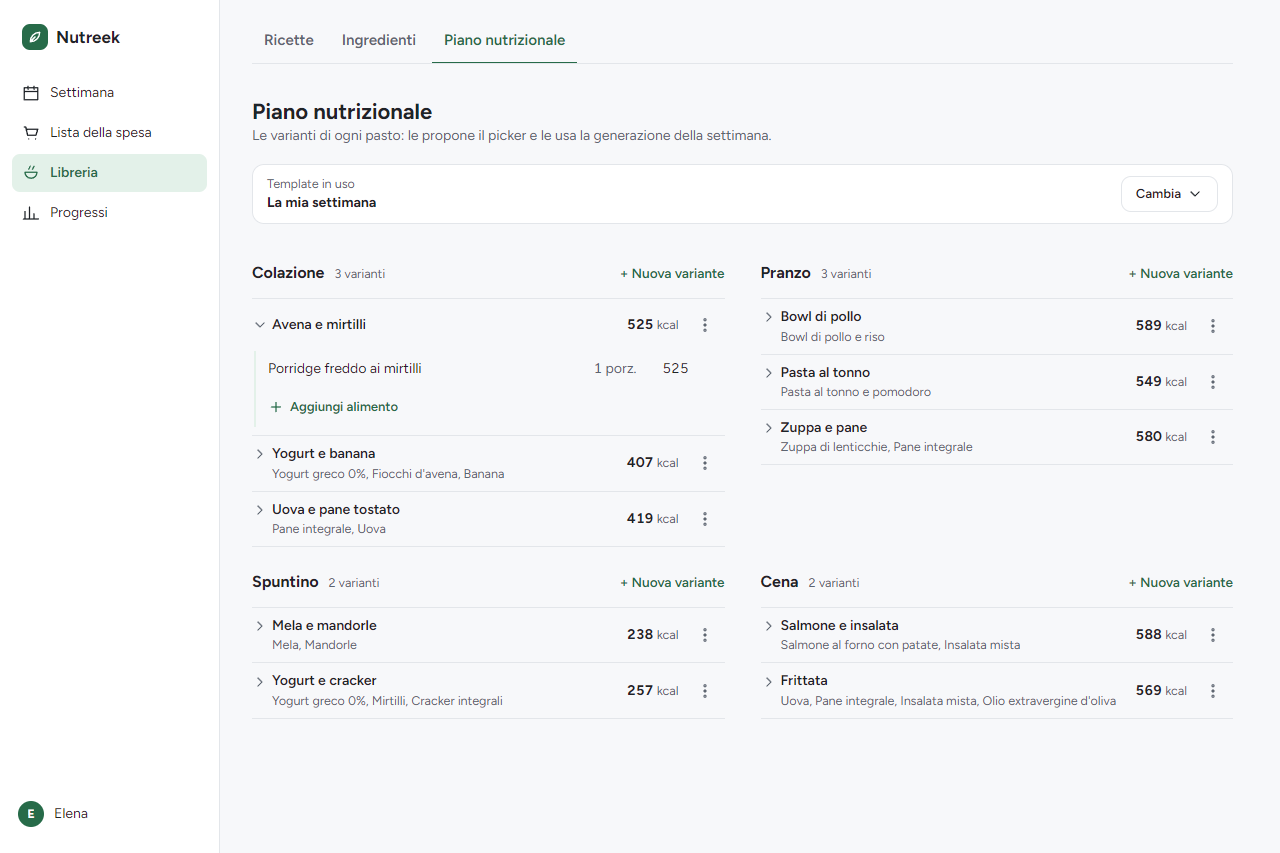 Nutreek
Settimana
Lista della spesa
Libreria
Progressi
E Elena
Ricette Ingredienti Piano nutrizionale
Piano nutrizionale
Le varianti di ogni pasto: le propone il picker e le usa la generazione della settimana.
Template in uso
La mia settimana
Cambia
Colazione 3 varianti + Nuova variante
Avena e mirtilli 525 kcal
Porridge freddo ai mirtilli 1 porz. 525
+ Aggiungi alimento
Yogurt e banana 407 kcal
Yogurt greco 0%, Fiocchi d'avena, Banana
Uova e pane tostato 419 kcal
Pane integrale, Uova
Pranzo 3 varianti + Nuova variante
Bowl di pollo 589 kcal
Bowl di pollo e riso
Pasta al tonno 549 kcal
Pasta al tonno e pomodoro
Zuppa e pane 580 kcal
Zuppa di lenticchie, Pane integrale
Spuntino 2 varianti + Nuova variante
Mela e mandorle 238 kcal
Mela, Mandorle
Yogurt e cracker 257 kcal
Yogurt greco 0%, Mirtilli, Cracker integrali
Cena 2 varianti + Nuova variante
Salmone e insalata 588 kcal
Salmone al forno con patate, Insalata mista
Frittata 569 kcal
Uova, Pane integrale, Insalata mista, Olio extravergine d'oliva